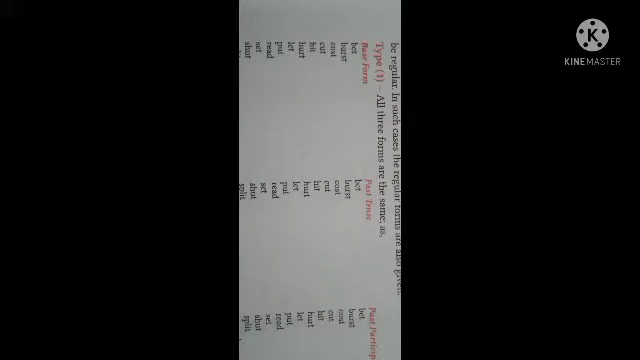 be regular. In such cases the regular forms are also given.
Type (1) – All three forms are the same; as,
Base Form Past Tense Past Particip
bet bet bet
burst burst burst
cost cost cost
cut cut cut
hit hit hit
hurt hurt hurt
let let let
put put put
read read read
set set set
shut shut shut
split split
KINEMASTER